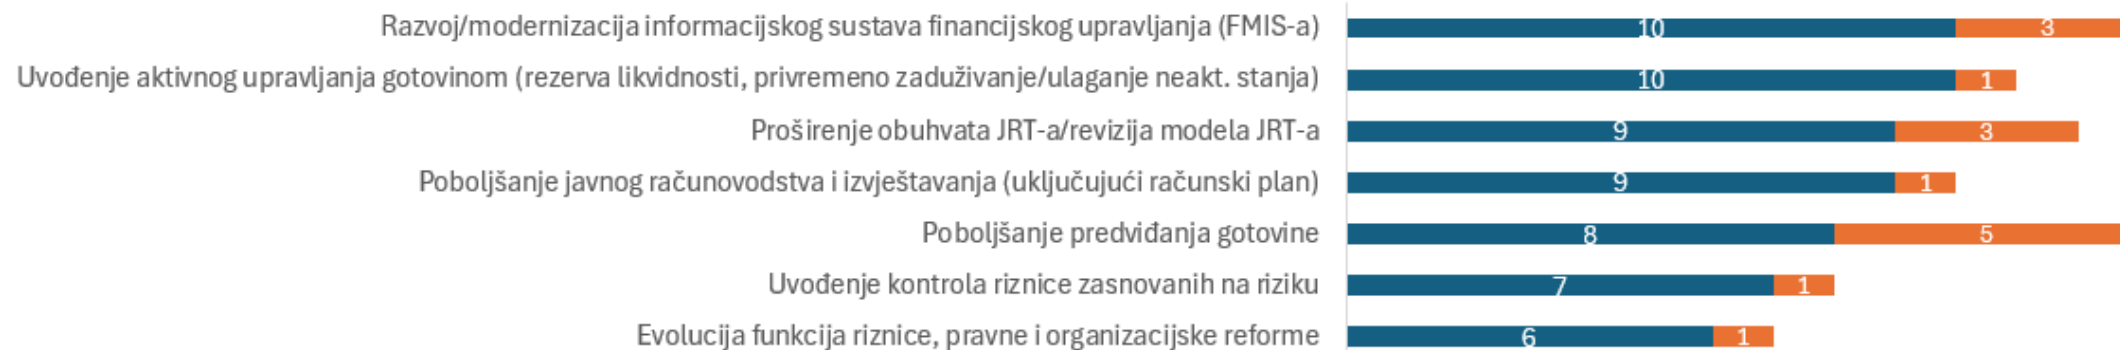 Razvoj/modernizacija informacijskog sustava financijskog upravljanja (FMIS-a) 10 3
Uvođenje aktivnog upravljanja gotovinom (rezerva likvidnosti, privremeno zaduživanje/ulaganje neakt. stanja) 10 1
Proširenje obuhvata JRT-a/revizija modela JRT-a 9 3
Poboljšanje javnog računovodstva i izvještavanja (uključujući računski plan) 9 1
Poboljšanje predviđanja gotovine 8 5
Uvođenje kontrola riznice zasnovanih na riziku 7 1
Evolucija funkcija riznice, pravne i organizacijske reforme 6 1